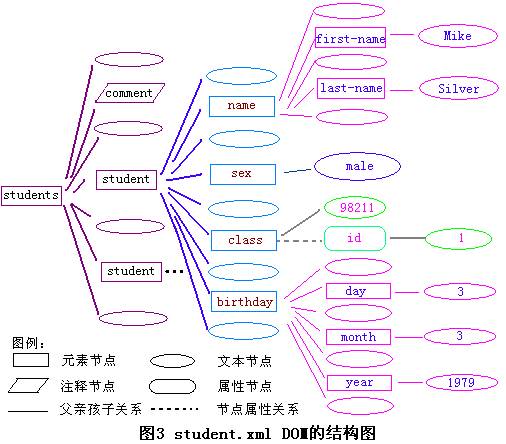 first-name Mike
comment
last-name Silver
name
student
sex male
students
98211
class id 1
student
birthday
day 3
month 3
year 1979
图例:
元素节点 文本节点
注释节点 属性节点
父亲孩子关系 节点属性关系
图3 student.xml DOM的结构图